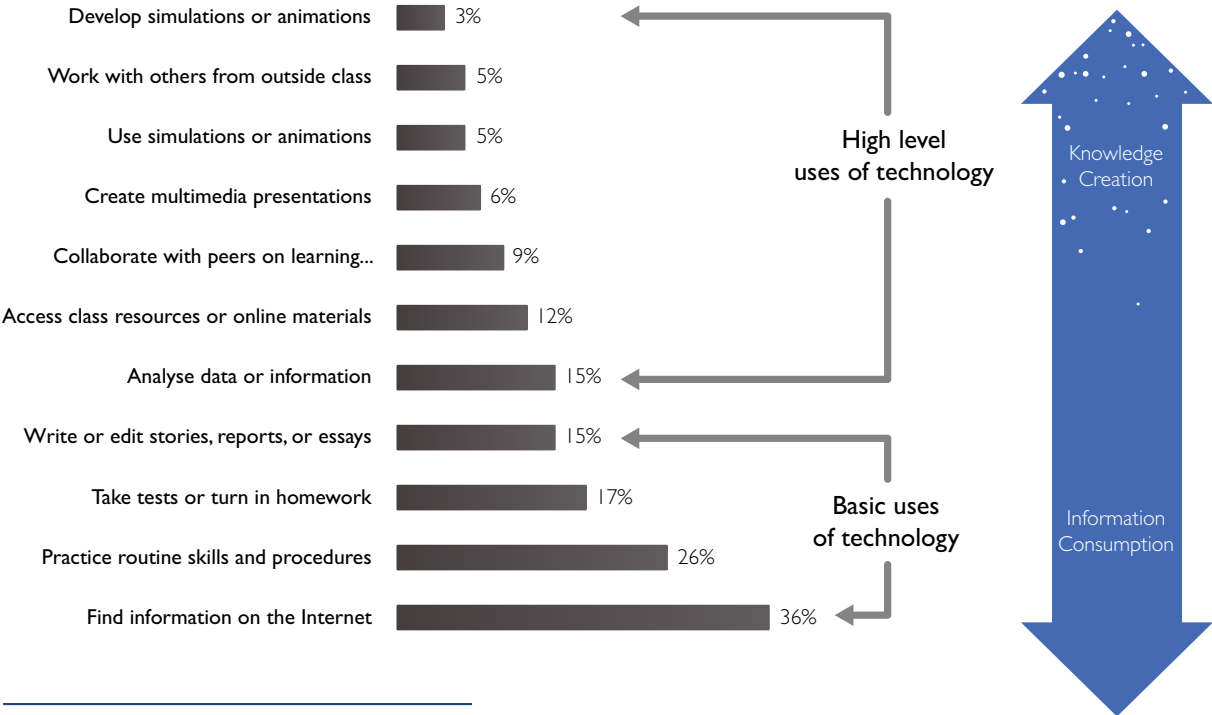 Develop simulations or animations 3%
Work with others from outside class 5%
Use simulations or animations 5%
Create multimedia presentations 6%
Collaborate with peers on learning... 9%
Access class resources or online materials 12%
Analyse data or information 15%
Write or edit stories, reports, or essays 15%
Take tests or turn in homework 17%
Practice routine skills and procedures 26%
Find information on the Internet 36%
High level
uses of technology
Basic uses
of technology
Knowledge
Creation
Information
Consumption